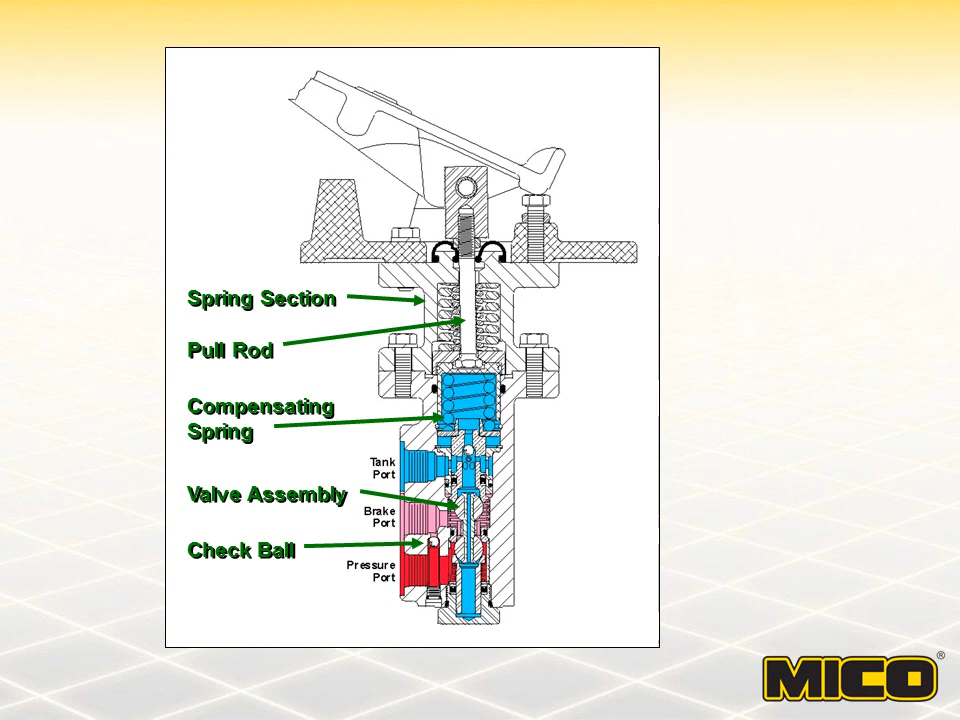 Spring Section
Pull Rod
Compensating
Spring
Tank
Port
Valve Assembly
Brake
Port
Check Ball
Pressure
Port
MICO®